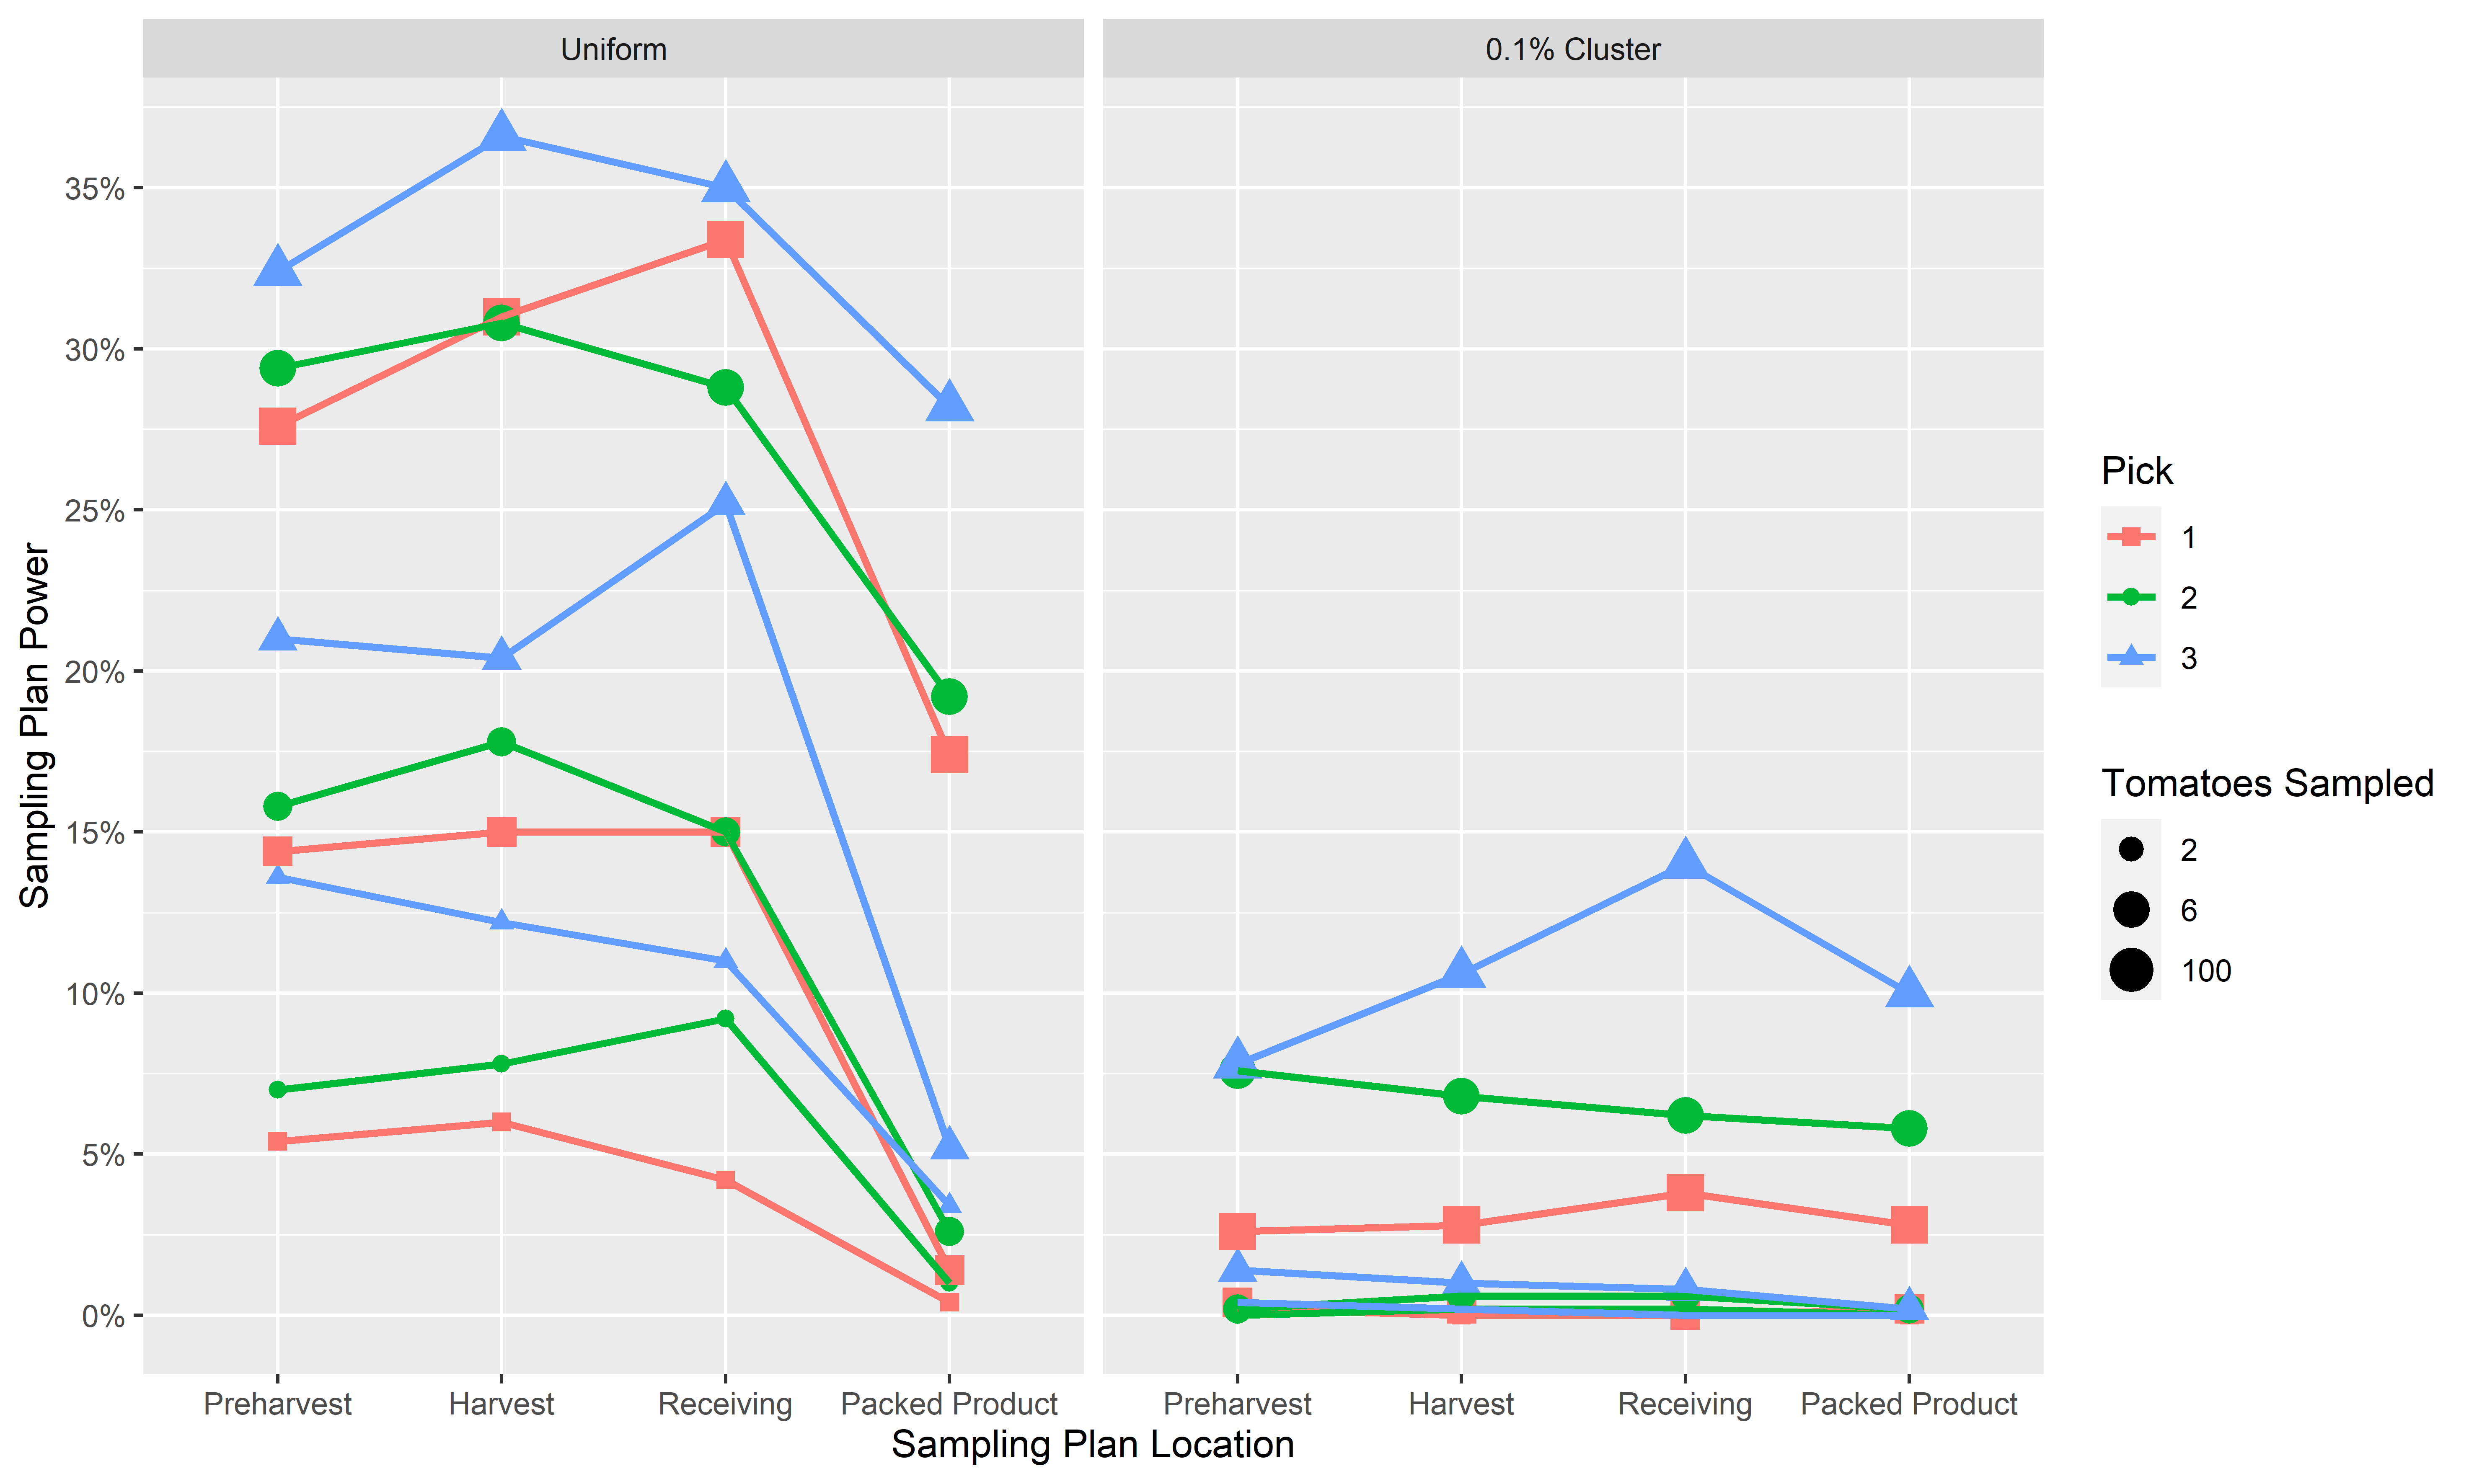 Uniform
0.1% Cluster
Sampling Plan Power
35%
30%
25%
20%
15%
10%
5%
0%
Preharvest Harvest Receiving Packed Product
Preharvest Harvest Receiving Packed Product
Sampling Plan Location
Pick
1
2
3
Tomatoes Sampled
2
6
100